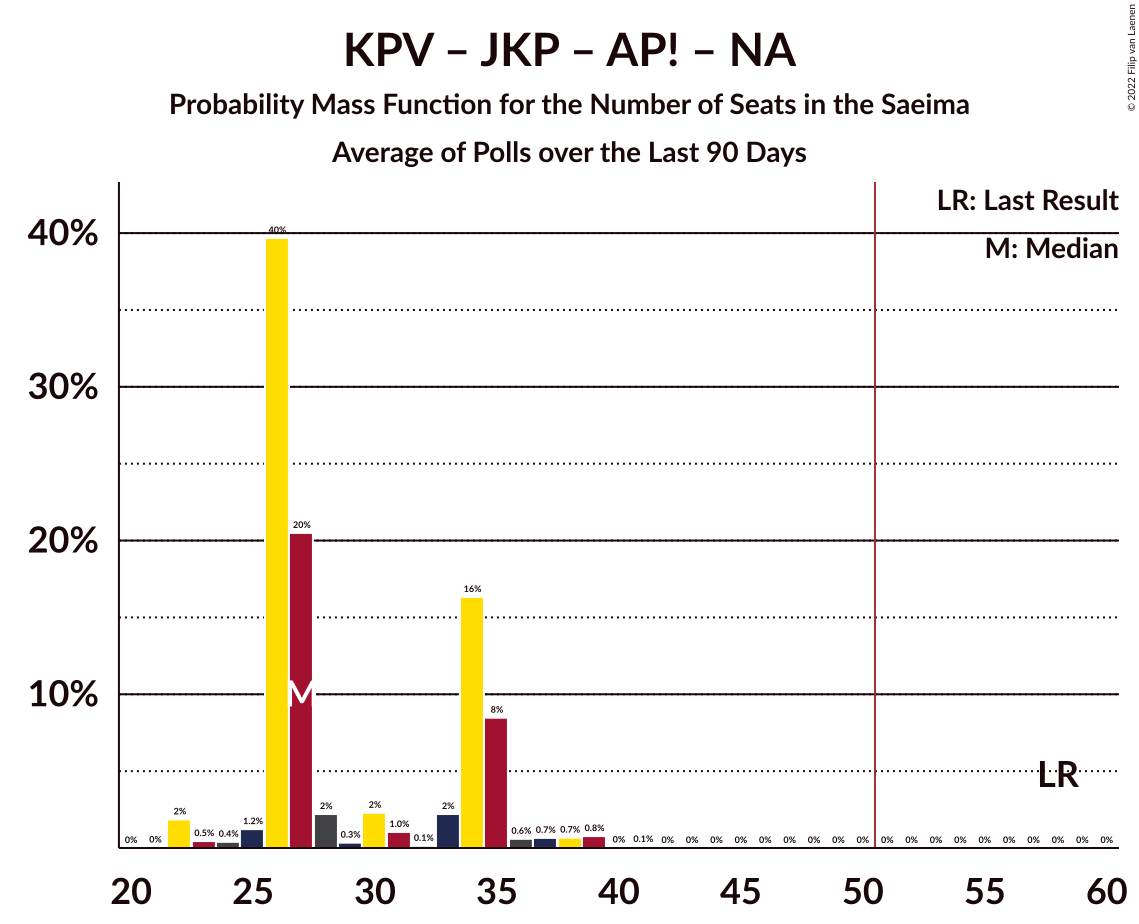 KPV – JKP – AP! – NA
Probability Mass Function for the Number of Seats in the Saeima
Average of Polls over the Last 90 Days
© 2022 Filip van Laenen
LR: Last Result
M: Median
40%
30%
20%
10%
0% 0% 2% 0.5% 0.4% 1.2% 40% 20% 2% 0.3% 2% 1.0% 0.1% 2% 16% 8% 0.6% 0.7% 0.7% 0.8% 0% 0.1% 0% 0% 0% 0% 0% 0% 0% 0% 0% 0% 0% 0% 0% 0% 0% 0% 0% 0% 0%
M
LR
20 25 30 35 40 45 50 55 60